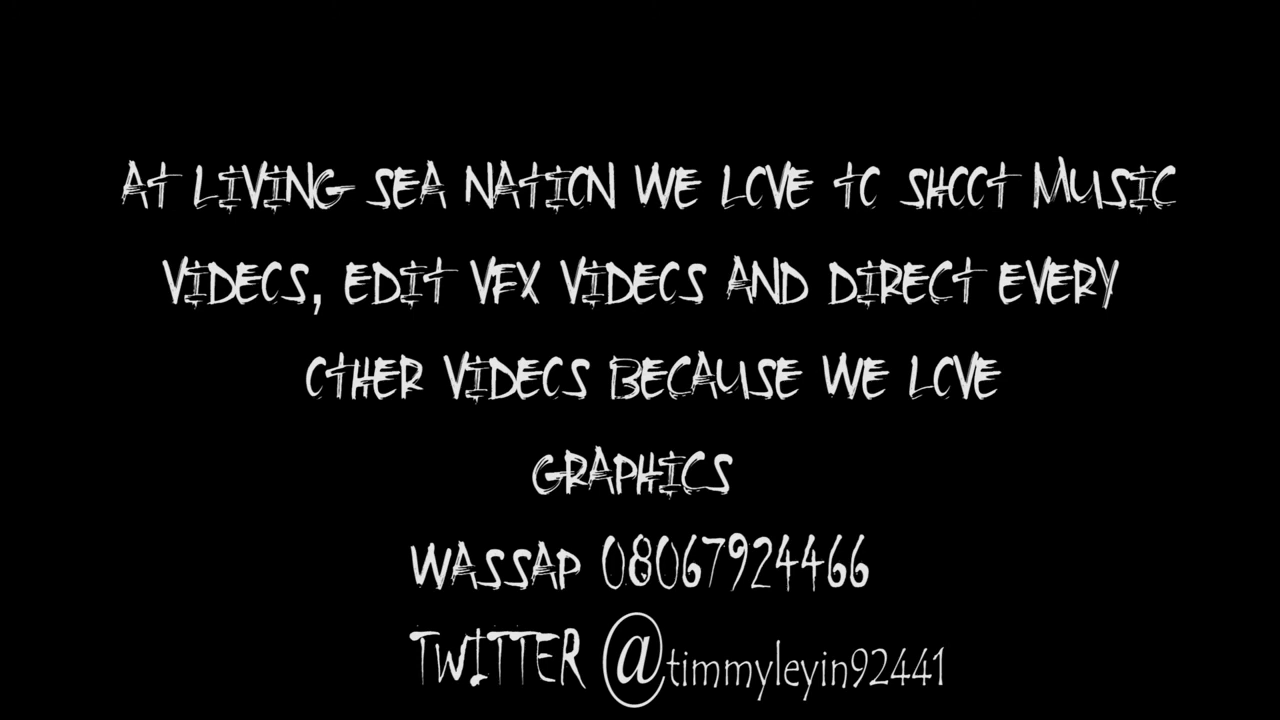 AT LIVING SEA NATION WE LOVE TO SHOOT MUSIC
VIDEOS, EDIT VFX VIDEOS AND DIRECT EVERY
OTHER VIDEOS BECAUSE WE LOVE
GRAPHICS
WASSAP 08067924466
TWITTER @timmyleyin92441